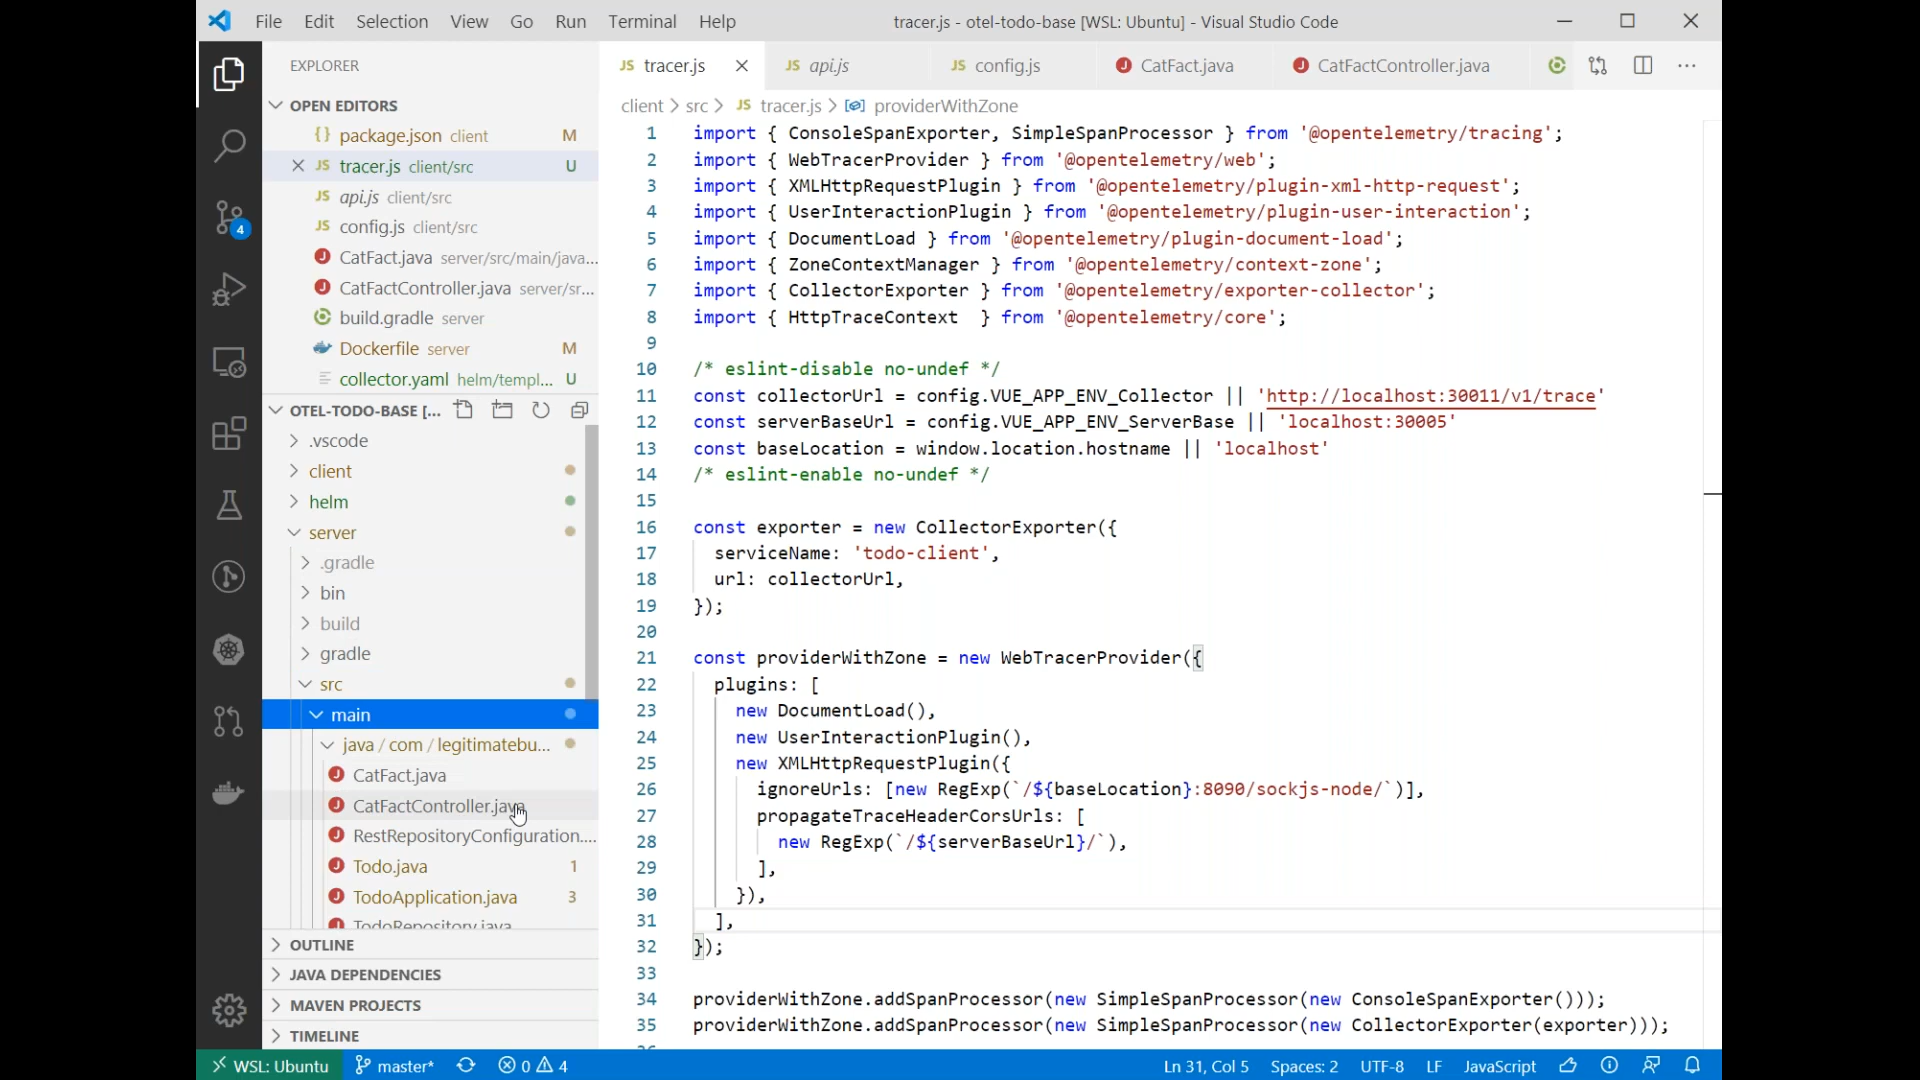 File Edit Selection View Go Run Terminal Help
tracer.js - otel-todo-base [WSL: Ubuntu] - Visual Studio Code
EXPLORER
JS tracer.js
JS api.js
JS config.js
J CatFact.java
J CatFactController.java
OPEN EDITORS
{} package.json client M
JS tracer.js client/src U
JS api.js client/src
JS config.js client/src
J CatFact.java server/src/main/java...
J CatFactController.java server/sr...
build.gradle server
Dockerfile server M
collector.yaml helm/templ... U
4
OTEL-TODO-BASE [...
.vscode
client
helm
server
.gradle
bin
build
gradle
src
main
java / com / legitimatebu...
J CatFact.java
J CatFactController.java
J RestRepositoryConfiguration....
J Todo.java 1
J TodoApplication.java 3
J TodoRepository.java
OUTLINE
JAVA DEPENDENCIES
MAVEN PROJECTS
TIMELINE
client > src > JS tracer.js > providerWithZone
1 import { ConsoleSpanExporter, SimpleSpanProcessor } from '@opentelemetry/tracing';
2 import { WebTracerProvider } from '@opentelemetry/web';
3 import { XMLHttpRequestPlugin } from '@opentelemetry/plugin-xml-http-request';
4 import { UserInteractionPlugin } from '@opentelemetry/plugin-user-interaction';
5 import { DocumentLoad } from '@opentelemetry/plugin-document-load';
6 import { ZoneContextManager } from '@opentelemetry/context-zone';
7 import { CollectorExporter } from '@opentelemetry/exporter-collector';
8 import { HttpTraceContext  } from '@opentelemetry/core';
9
10 /* eslint-disable no-undef */
11 const collectorUrl = config.VUE_APP_ENV_Collector || 'http://localhost:30011/v1/trace'
12 const serverBaseUrl = config.VUE_APP_ENV_ServerBase || 'localhost:30005'
13 const baseLocation = window.location.hostname || 'localhost'
14 /* eslint-enable no-undef */
15
16 const exporter = new CollectorExporter({
17   serviceName: 'todo-client',
18   url: collectorUrl,
19 });
20
21 const providerWithZone = new WebTracerProvider({
22   plugins: [
23     new DocumentLoad(),
24     new UserInteractionPlugin(),
25     new XMLHttpRequestPlugin({
26       ignoreUrls: [new RegExp(`/${baseLocation}:8090/sockjs-node/`)],
27       propagateTraceHeaderCorsUrls: [
28         new RegExp(`/${serverBaseUrl}/`),
29       ],
30     }),
31   ],
32 });
33
34 providerWithZone.addSpanProcessor(new SimpleSpanProcessor(new ConsoleSpanExporter()));
35 providerWithZone.addSpanProcessor(new SimpleSpanProcessor(new CollectorExporter(exporter)));
WSL: Ubuntu master* 0 4 Ln 31, Col 5 Spaces: 2 UTF-8 LF JavaScript